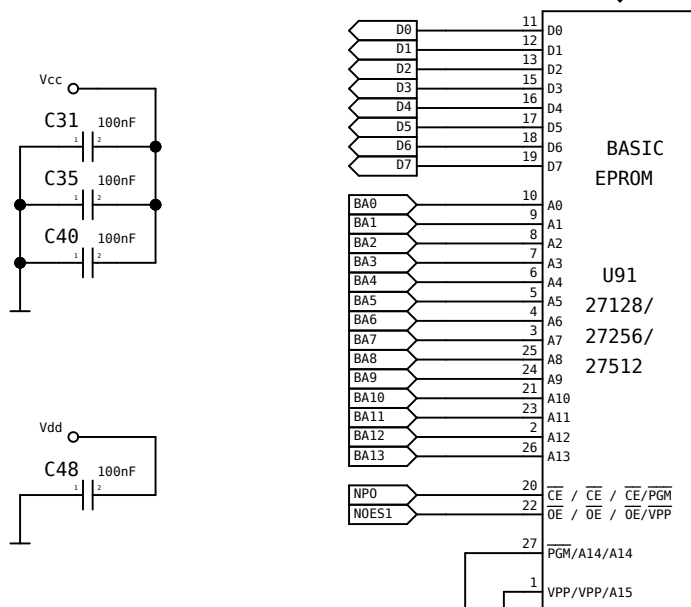 Vcc
C31 100nF
1 2
C35 100nF
1 2
C40 100nF
1 2
Vdd
C48 100nF
1 2
D0 11 D0
D1 12 D1
D2 13 D2
D3 15 D3
D4 16 D4
D5 17 D5
D6 18 D6
D7 19 D7
BA0 10 A0
BA1 9 A1
BA2 8 A2
BA3 7 A3
BA4 6 A4
BA5 5 A5
BA6 4 A6
BA7 3 A7
BA8 25 A8
BA9 24 A9
BA10 21 A10
BA11 23 A11
BA12 2 A12
BA13 26 A13
NPO 20 CE / CE / CE/PGM
NOES1 22 OE / OE / OE/VPP
27 PGM/A14/A14
1 VPP/VPP/A15
BASIC
EPROM
U91
27128/
27256/
27512